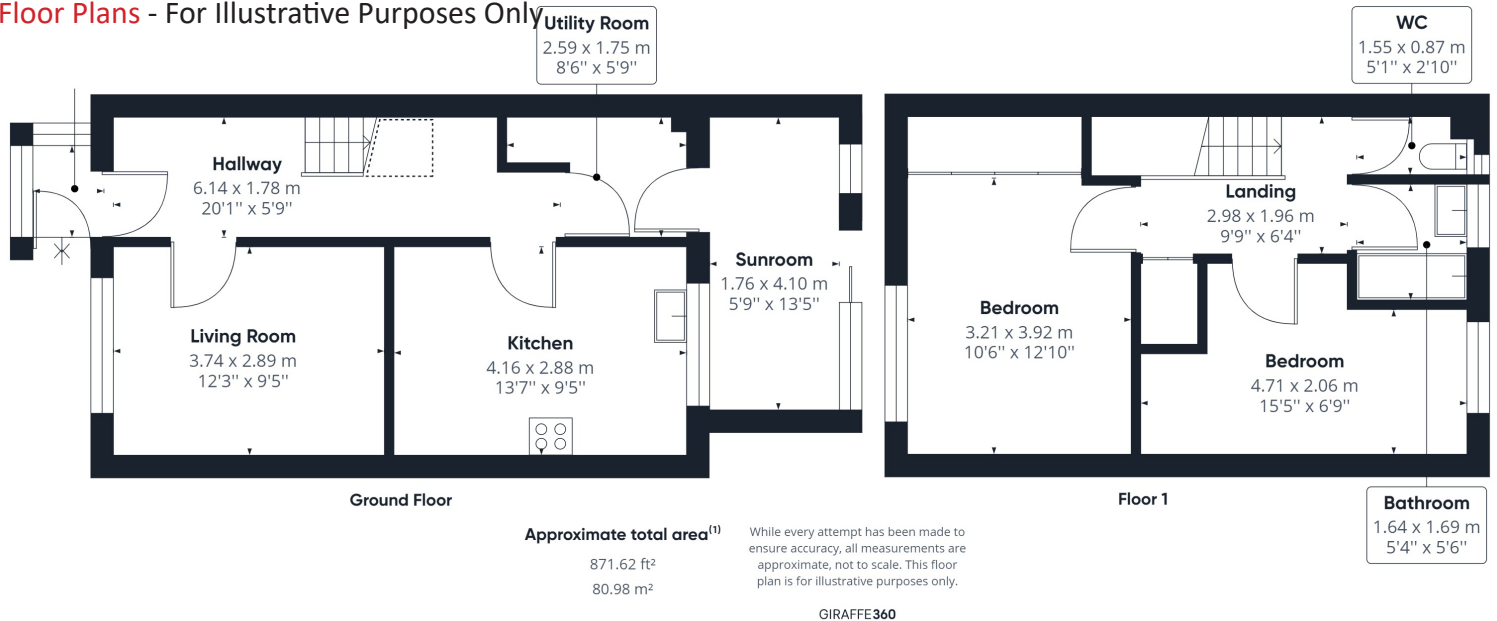 Floor Plans - For Illustrative Purposes Only
Utility Room
2.59 x 1.75 m
8'6'' x 5'9''
WC
1.55 x 0.87 m
5'1'' x 2'10''
Hallway
6.14 x 1.78 m
20'1'' x 5'9''
Living Room
3.74 x 2.89 m
12'3'' x 9'5''
Kitchen
4.16 x 2.88 m
13'7'' x 9'5''
Sunroom
1.76 x 4.10 m
5'9'' x 13'5''
Landing
2.98 x 1.96 m
9'9'' x 6'4''
Bedroom
3.21 x 3.92 m
10'6'' x 12'10''
Bedroom
4.71 x 2.06 m
15'5'' x 6'9''
Bathroom
1.64 x 1.69 m
5'4'' x 5'6''
Ground Floor
Floor 1
Approximate total area(1)
871.62 ft²
80.98 m²
While every attempt has been made to
ensure accuracy, all measurements are
approximate, not to scale. This floor
plan is for illustrative purposes only.
GIRAFFE360